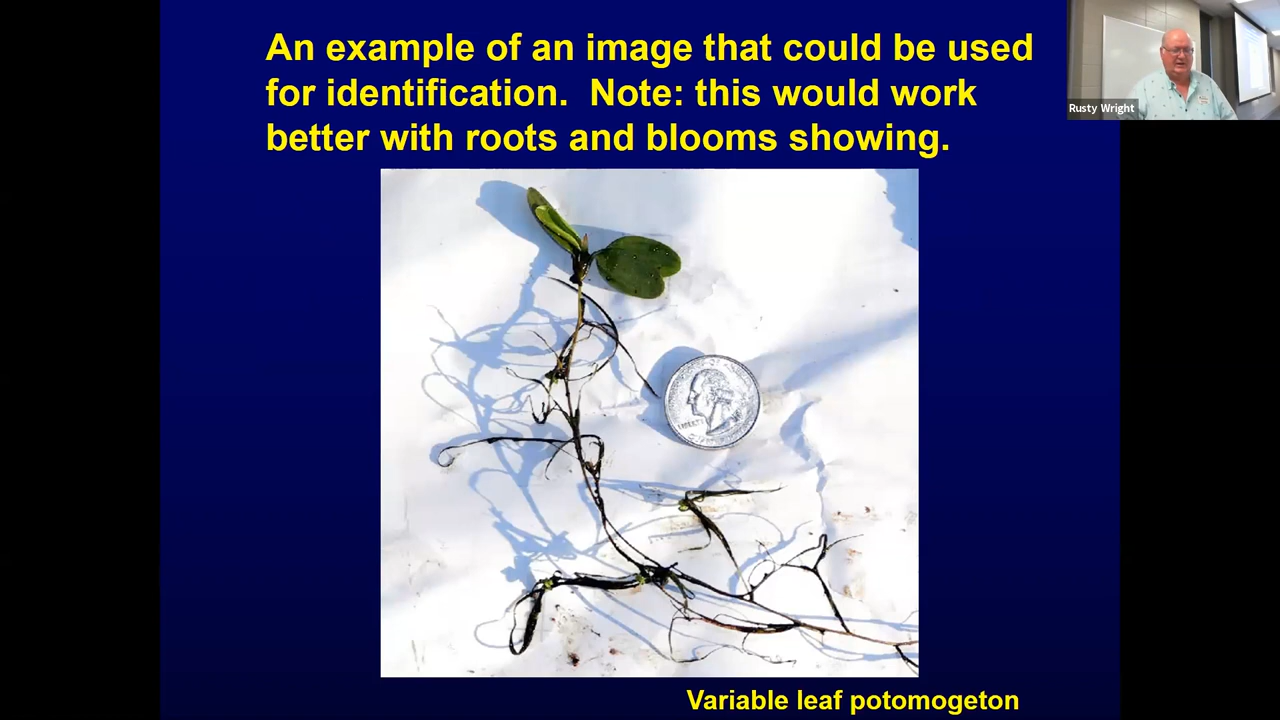 An example of an image that could be used
for identification.  Note: this would work
better with roots and blooms showing.
Rusty Wright
LIBERTY
Variable leaf potomogeton